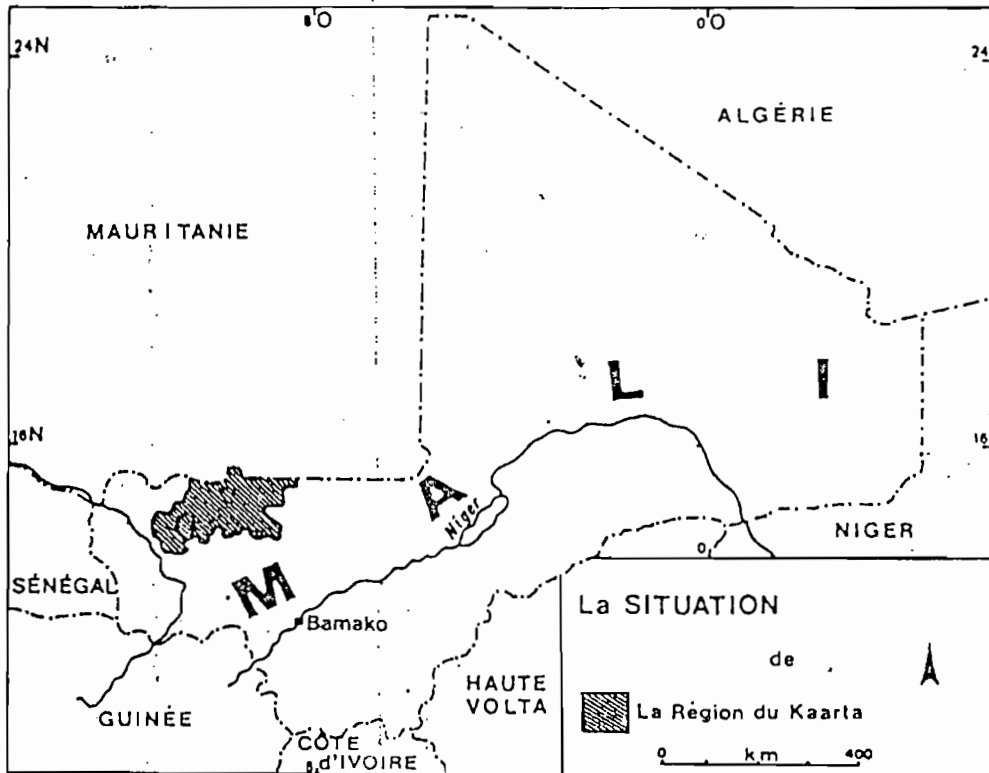 8°O
0°O
24N
24
ALGÉRIE
MAURITANIE
L
I
16N
16
A
Niger
NIGER
0
SÉNÉGAL
M
Bamako
La SITUATION
de
HAUTE
VOLTA
La Région du Kaarta
GUINÉE
CÔTE
d'IVOIRE
0 km 400